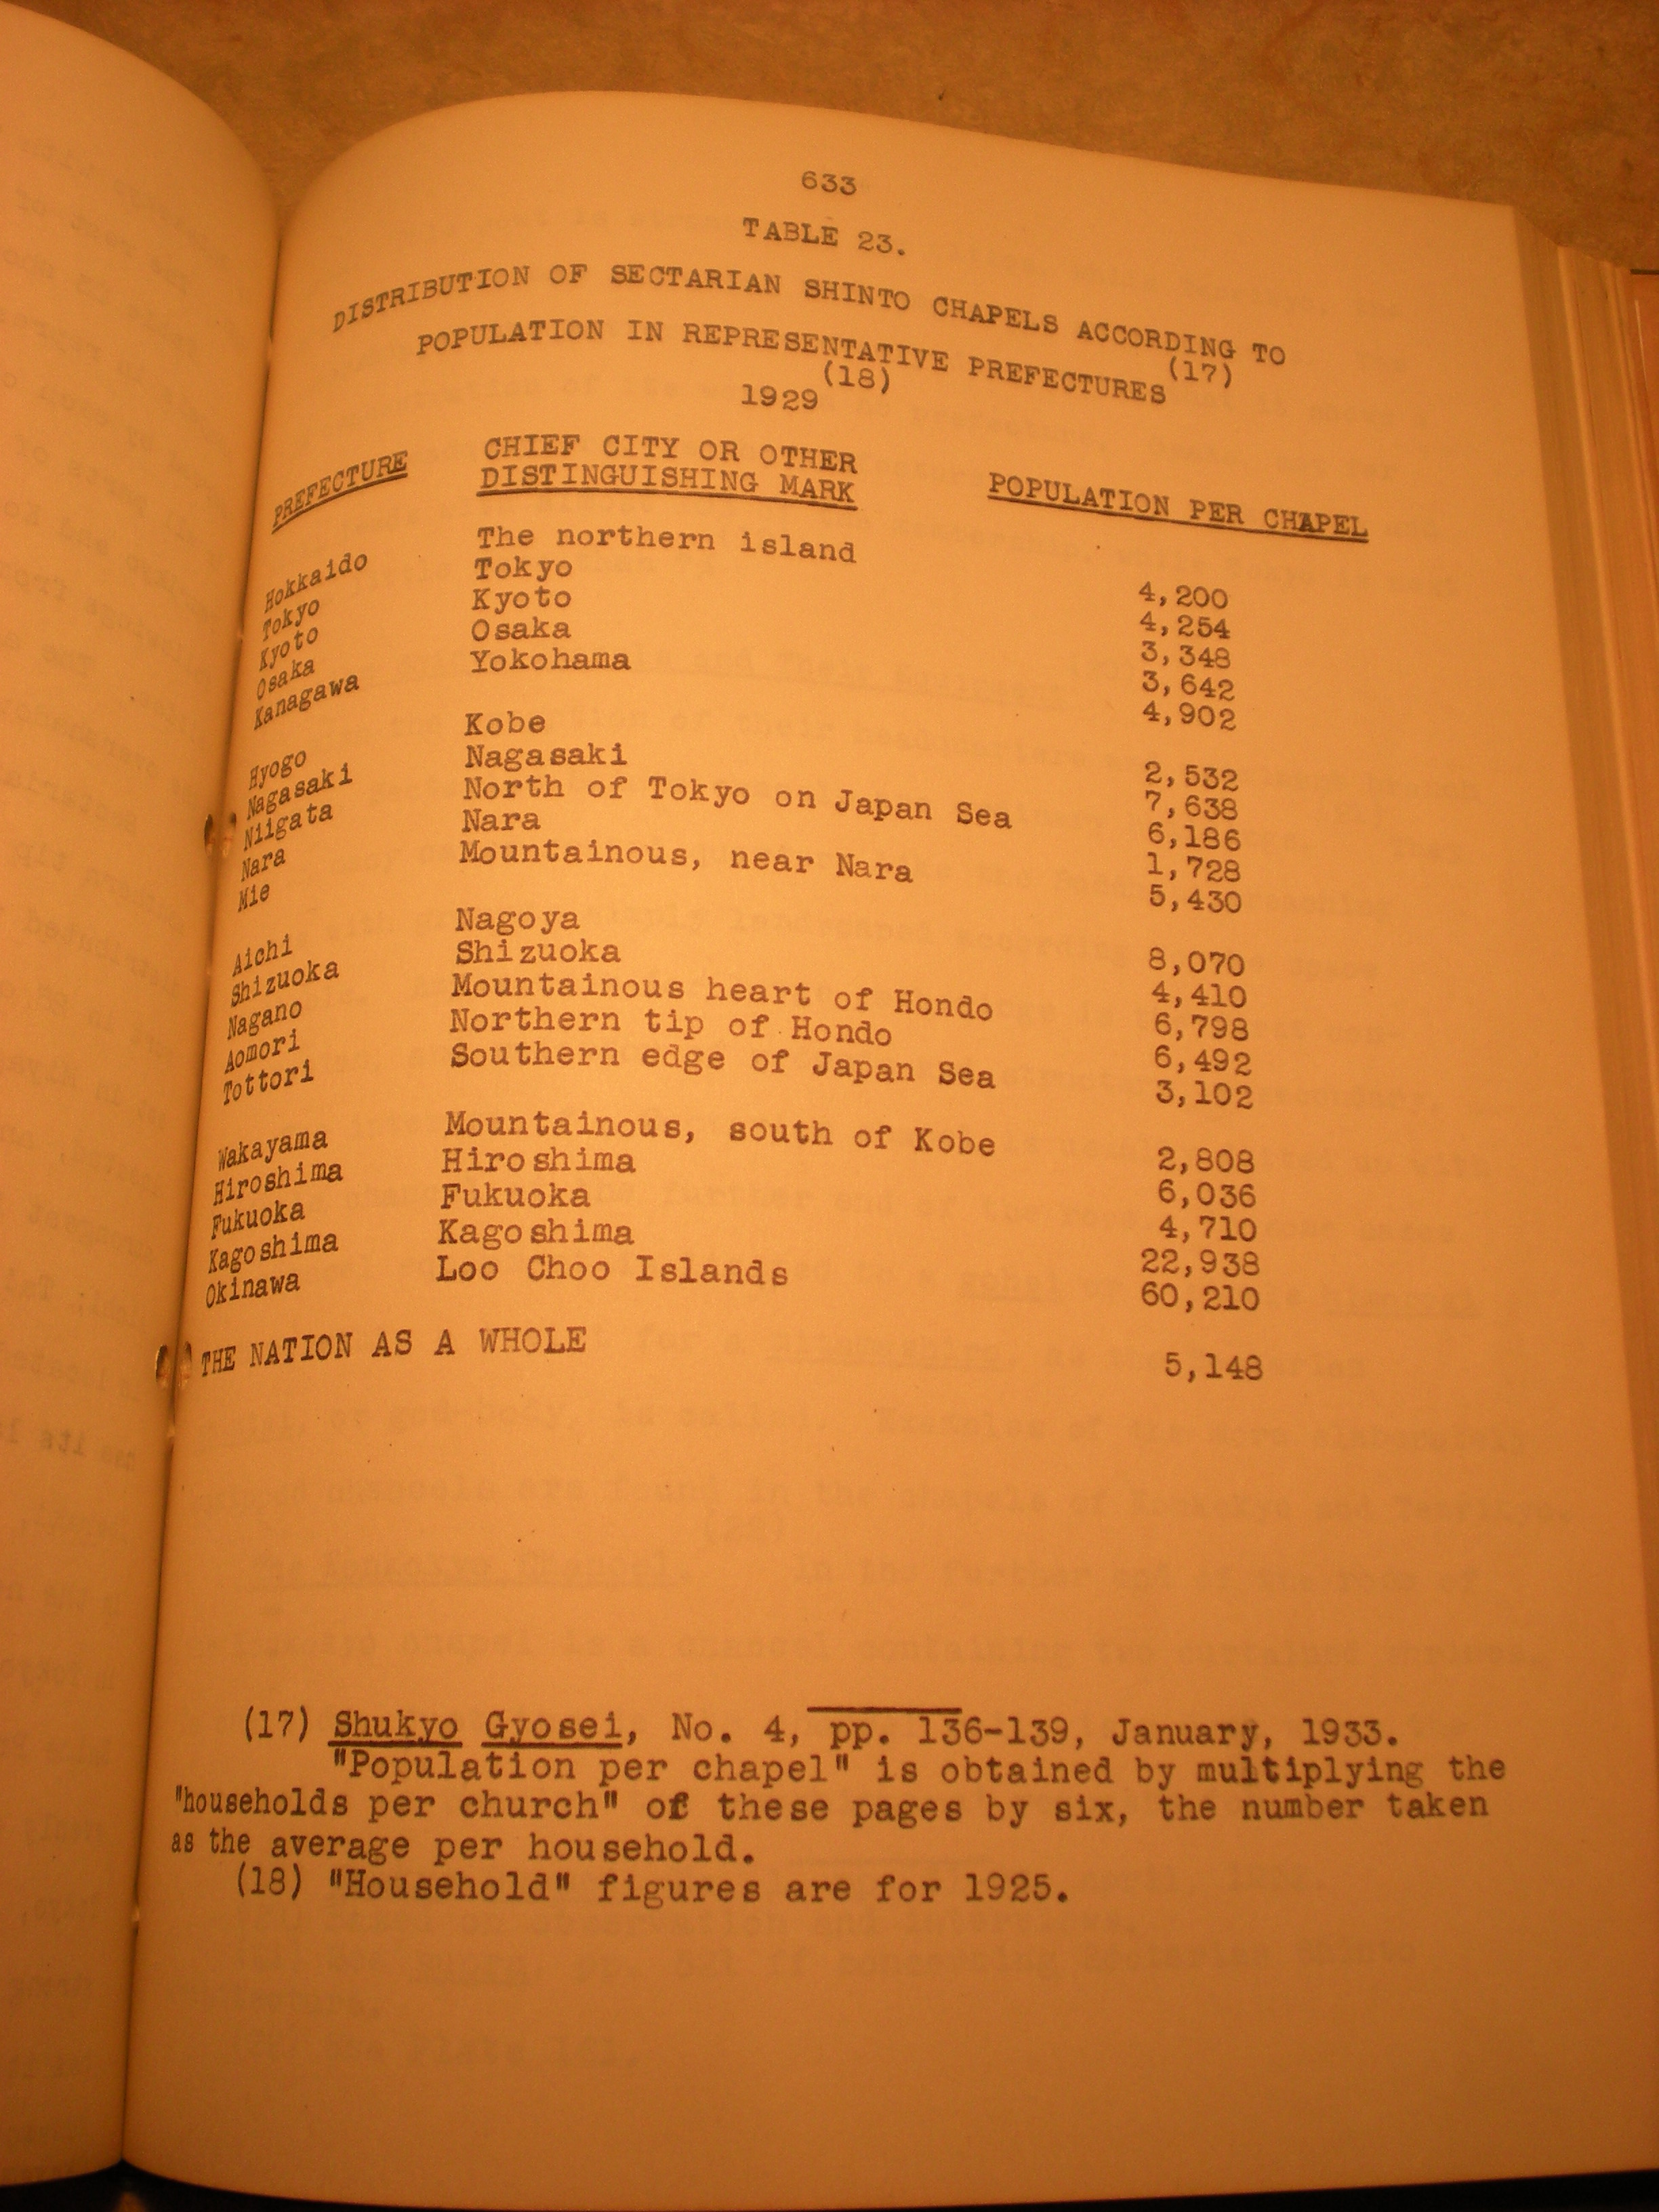 633
TABLE 23.
DISTRIBUTION OF SECTARIAN SHINTO CHAPELS ACCORDING TO
POPULATION IN REPRESENTATIVE PREFECTURES (17)
1929 (18)
PREFECTURE CHIEF CITY OR OTHER DISTINGUISHING MARK POPULATION PER CHAPEL
Hokkaido The northern island 4,200
Tokyo Tokyo 4,254
Kyoto Kyoto 3,348
Osaka Osaka 3,642
Kanagawa Yokohama 4,902
Hyogo Kobe 2,532
Nagasaki Nagasaki 7,638
Niigata North of Tokyo on Japan Sea 6,186
Nara Nara 1,728
Mie Mountainous, near Nara 5,430
Aichi Nagoya 8,070
Shizuoka Shizuoka 4,410
Nagano Mountainous heart of Hondo 6,798
Aomori Northern tip of Hondo 6,492
Tottori Southern edge of Japan Sea 3,102
Wakayama Mountainous, south of Kobe 2,808
Hiroshima Hiroshima 6,036
Fukuoka Fukuoka 4,710
Kagoshima Kagoshima 22,938
Okinawa Loo Choo Islands 60,210
THE NATION AS A WHOLE 5,148
(17) Shukyo Gyosei, No. 4, pp. 136-139, January, 1933.
"Population per chapel" is obtained by multiplying the
"households per church" of these pages by six, the number taken
as the average per household.
(18) "Household" figures are for 1925.